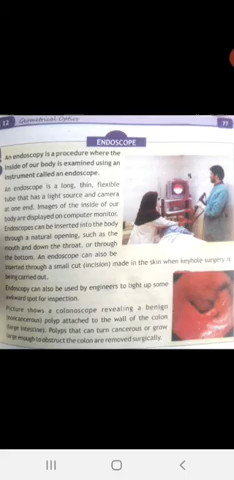 12 Geometrical Optics 77
ENDOSCOPE
An endoscopy is a procedure where the
inside of our body is examined using an
instrument called an endoscope.
An endoscope is a long, thin, flexible
tube that has a light source and camera
at one end. Images of the inside of our
body are displayed on computer monitor.
Endoscopes can be inserted into the body
through a natural opening, such as the
mouth and down the throat, or through
the bottom. An endoscope can also be
inserted through a small cut (incision) made in the skin when keyhole surgery is
being carried out.
Endoscopy can also be used by engineers to light up some
awkward spot for inspection.
Picture shows a colonoscope revealing a benign
(noncancerous) polyp attached to the wall of the colon
(large intestine). Polyps that can turn cancerous or grow
large enough to obstruct the colon are removed surgically.